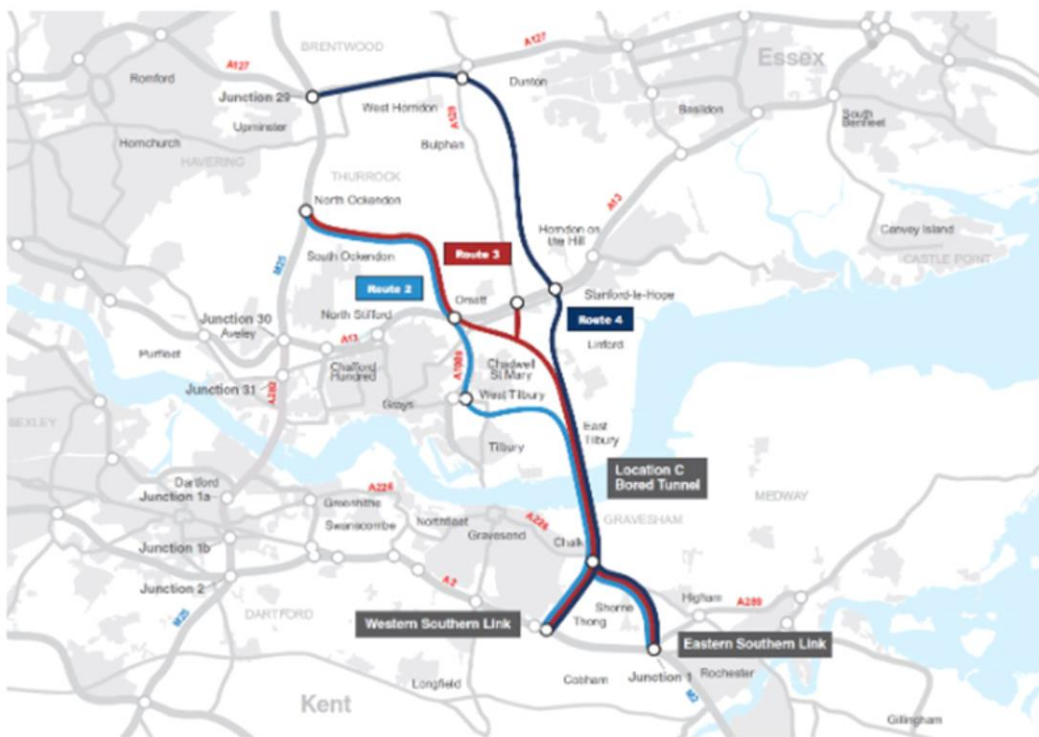 BRENTWOOD
A127
A127
Essex
Romford
Junction 29
Dunton
Upminster
West Horndon
A128
Basildon
South
Benfleet
Hornchurch
Bulphan
HAVERING
THURROCK
North Ockendon
A13
Horndon on
the Hill
Canvey Island
CASTLE POINT
M25
South Ockendon
Route 3
Route 2
Orsett
Stanford-le-Hope
Junction 30
Aveley
North Stifford
Route 4
A13
Linford
Purfleet
Chafford
Hundred
A1089
Chadwell
St Mary
Junction 31
A282
Grays
West Tilbury
BEXLEY
East
Tilbury
Tilbury
Location C
Bored Tunnel
Dartford
A226
MEDWAY
Junction 1a
Greenhithe
Swanscombe
Northfleet
A226
GRAVESHAM
Gravesend
Chalk
Junction 1b
A2
Junction 2
Higham
A289
M25
DARTFORD
Shorne
Western Southern Link
Thong
Eastern Southern Link
Longfield
Cobham
Junction 1
Rochester
Kent
M2
Gillingham